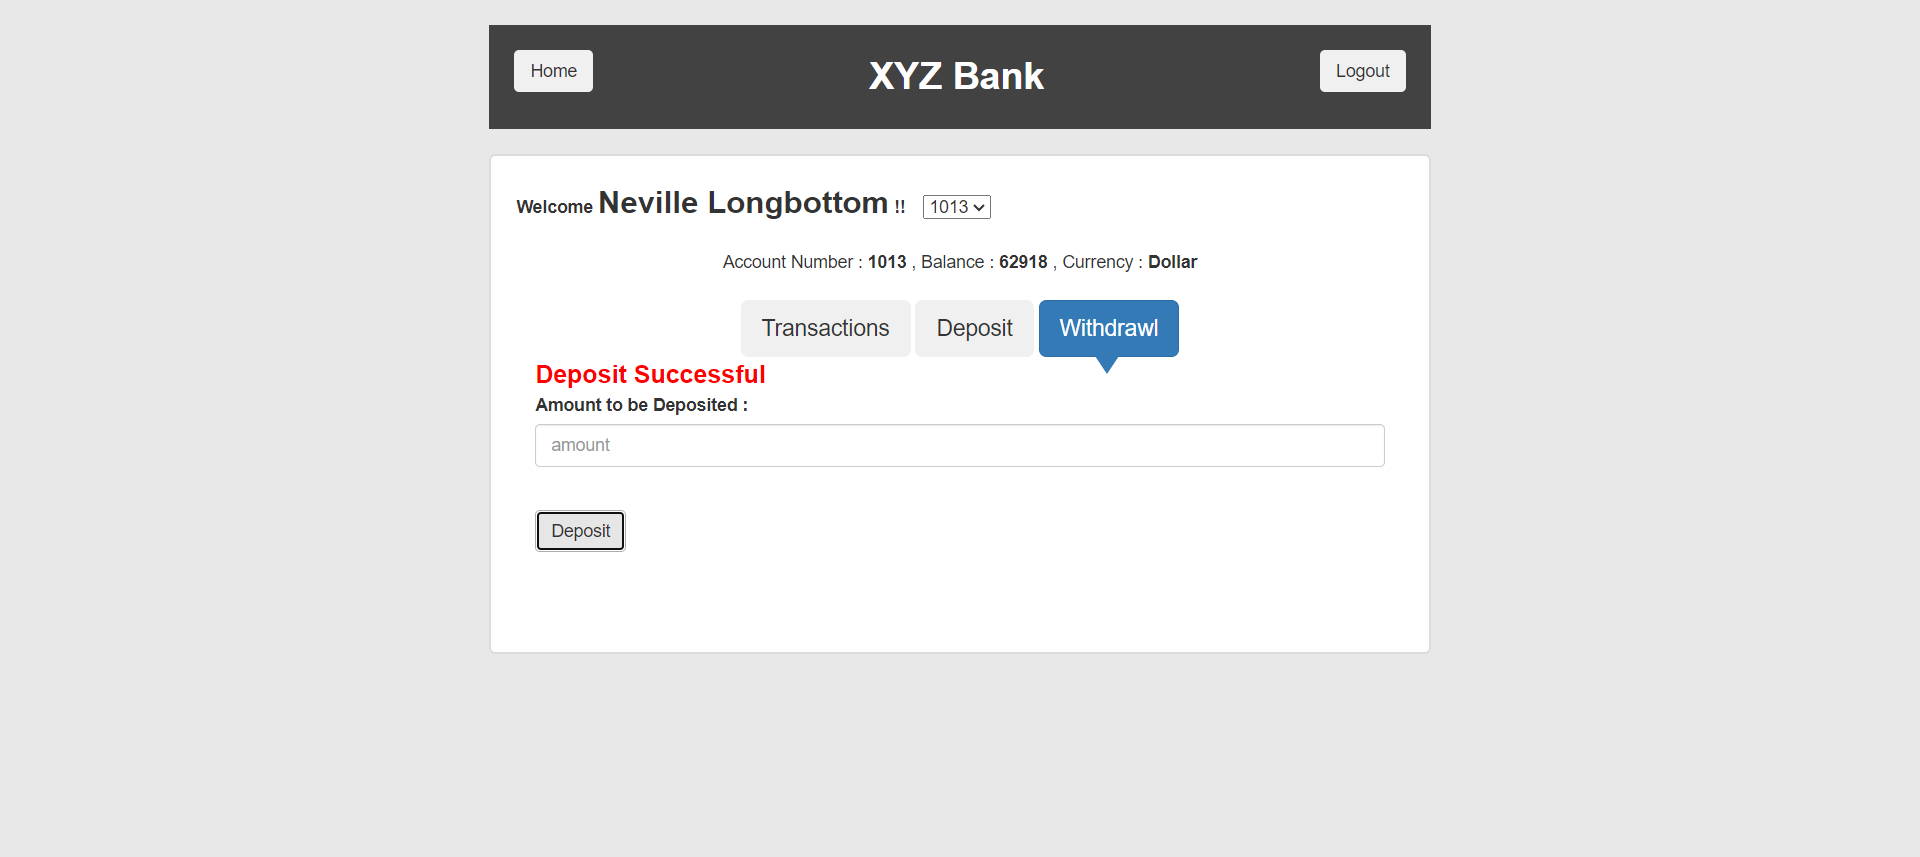 Home
XYZ Bank
Logout
Welcome Neville Longbottom !! 1013
Account Number : 1013 , Balance : 62918 , Currency : Dollar
Transactions
Deposit
Withdrawl
Deposit Successful
Amount to be Deposited :
amount
Deposit